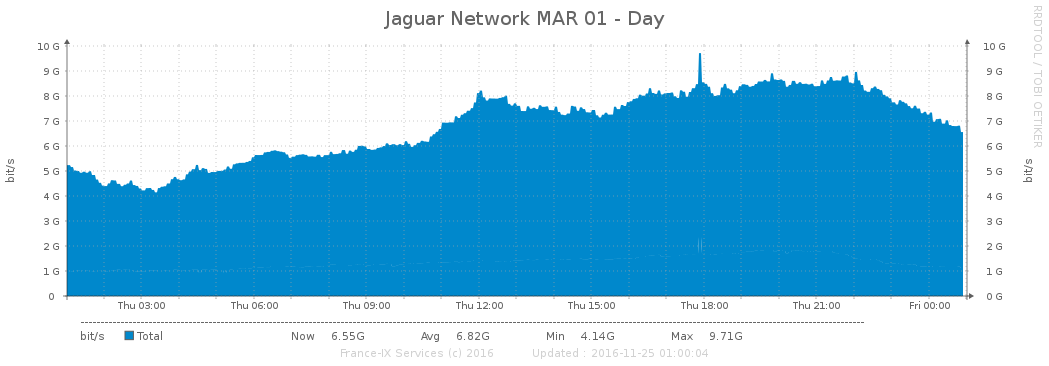 Jaguar Network MAR 01 - Day
RRDTOOL / TOBI OETIKER
10 G 10 G
9 G 9 G
8 G 8 G
7 G 7 G
6 G 6 G
5 G 5 G
4 G 4 G
3 G 3 G
2 G 2 G
1 G 1 G
0 0 G
bit/s
bit/s
Thu 03:00 Thu 06:00 Thu 09:00 Thu 12:00 Thu 15:00 Thu 18:00 Thu 21:00 Fri 00:00
bit/s Total Now 6.55G Avg 6.82G Min 4.14G Max 9.71G
France-IX Services (c) 2016 Updated : 2016-11-25 01:00:04